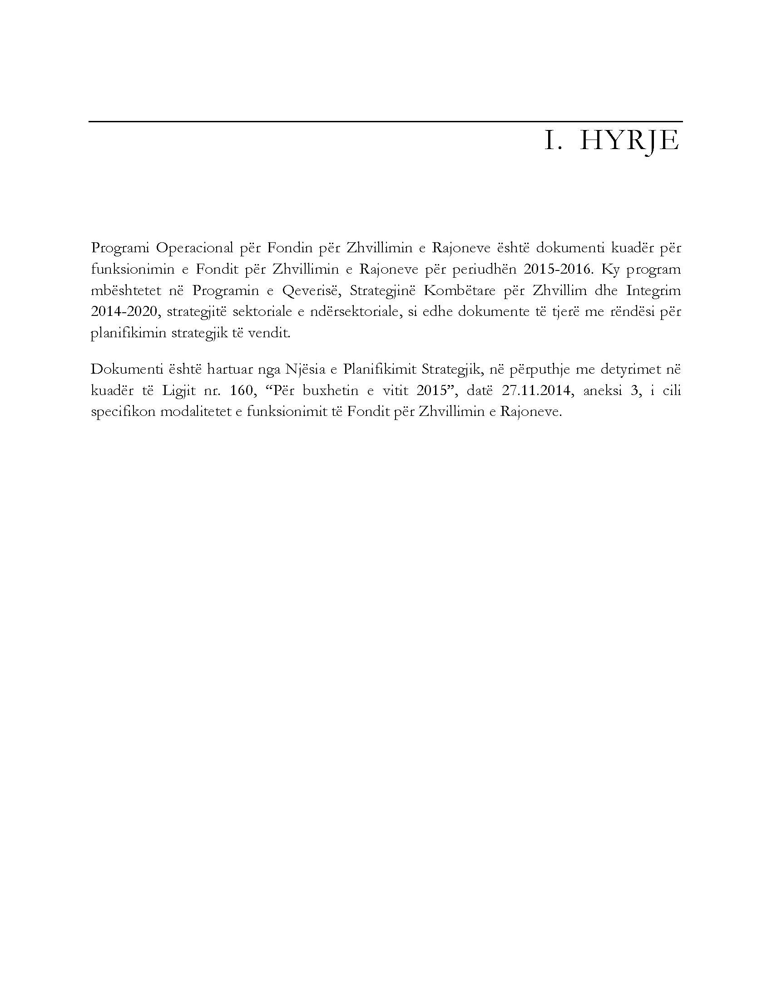 I. HYRJE
Programi Operacional për Fondin për Zhvillimin e Rajoneve është dokumenti kuadër për
funksionimin e Fondit për Zhvillimin e Rajoneve për periudhën 2015-2016. Ky program
mbështetet në Programin e Qeverisë, Strategjinë Kombëtare për Zhvillim dhe Integrim
2014-2020, strategjitë sektoriale e ndërsektoriale, si edhe dokumente të tjerë me rëndësi për
planifikimin strategjik të vendit.
Dokumenti është hartuar nga Njësia e Planifikimit Strategjik, në përputhje me detyrimet në
kuadër të Ligjit nr. 160, “Për buxhetin e vitit 2015”, datë 27.11.2014, aneksi 3, i cili
specifikon modalitetet e funksionimit të Fondit për Zhvillimin e Rajoneve.